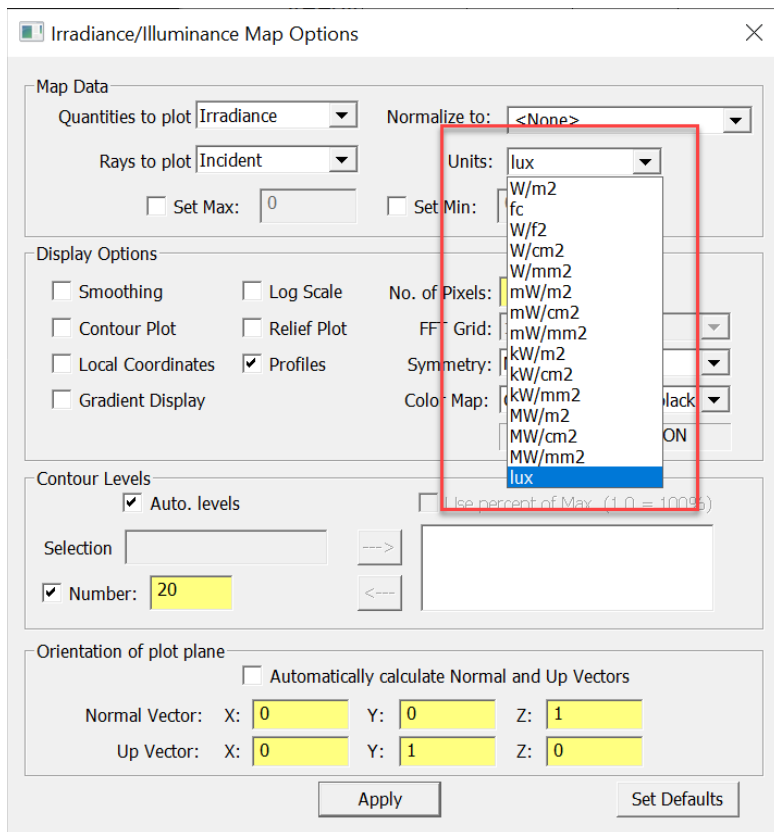 Irradiance/Illuminance Map Options
Map Data
Quantities to plot Irradiance Normalize to: <None>
Rays to plot Incident Units: lux
Set Max: 0 Set Min:
W/m2
fc
W/f2
W/cm2
W/mm2
mW/m2
mW/cm2
mW/mm2
kW/m2
kW/cm2
kW/mm2
MW/m2
MW/cm2
MW/mm2
lux
Display Options
Smoothing Log Scale No. of Pixels:
Contour Plot Relief Plot FFT Grid:
Local Coordinates Profiles Symmetry:
Gradient Display Color Map:
ON
Contour Levels
Auto. levels Use percent of Max (1.0 = 100%)
Selection --->
Number: 20 <---
Orientation of plot plane
Automatically calculate Normal and Up Vectors
Normal Vector: X: 0 Y: 0 Z: 1
Up Vector: X: 0 Y: 1 Z: 0
Apply Set Defaults